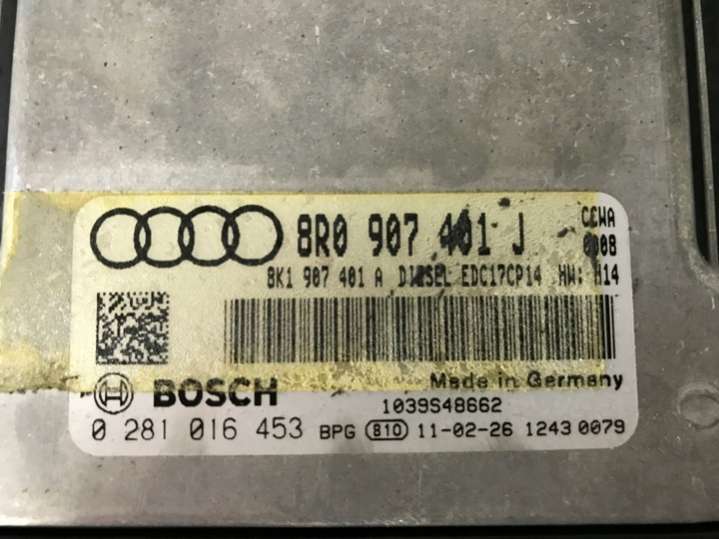 8R0 907 401 J
CCWA
0008
8K1 907 401 A DIESEL EDC17CP14 HW: H14
BOSCH
Made in Germany
1039S48662
0 281 016 453 BPG 810 11-02-26 1243 0079